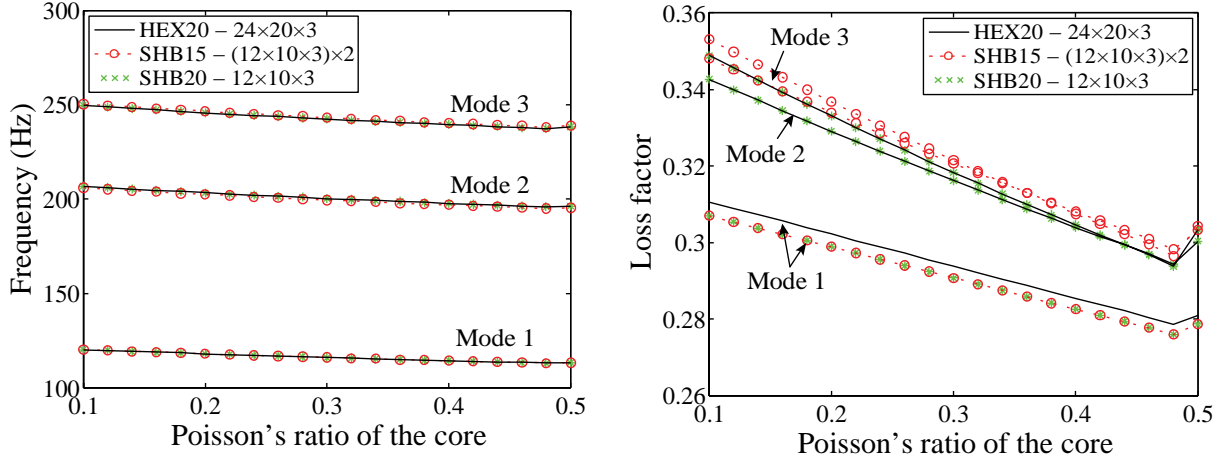 300
250
200
150
100
Frequency (Hz)
HEX20 – 24×20×3
SHB15 – (12×10×3)×2
SHB20 – 12×10×3
Mode 3
Mode 2
Mode 1
0.1 0.2 0.3 0.4 0.5
Poisson's ratio of the core
0.36
0.34
0.32
0.3
0.28
0.26
Loss factor
HEX20 – 24×20×3
SHB15 – (12×10×3)×2
SHB20 – 12×10×3
Mode 3
Mode 2
Mode 1
0.1 0.2 0.3 0.4 0.5
Poisson's ratio of the core